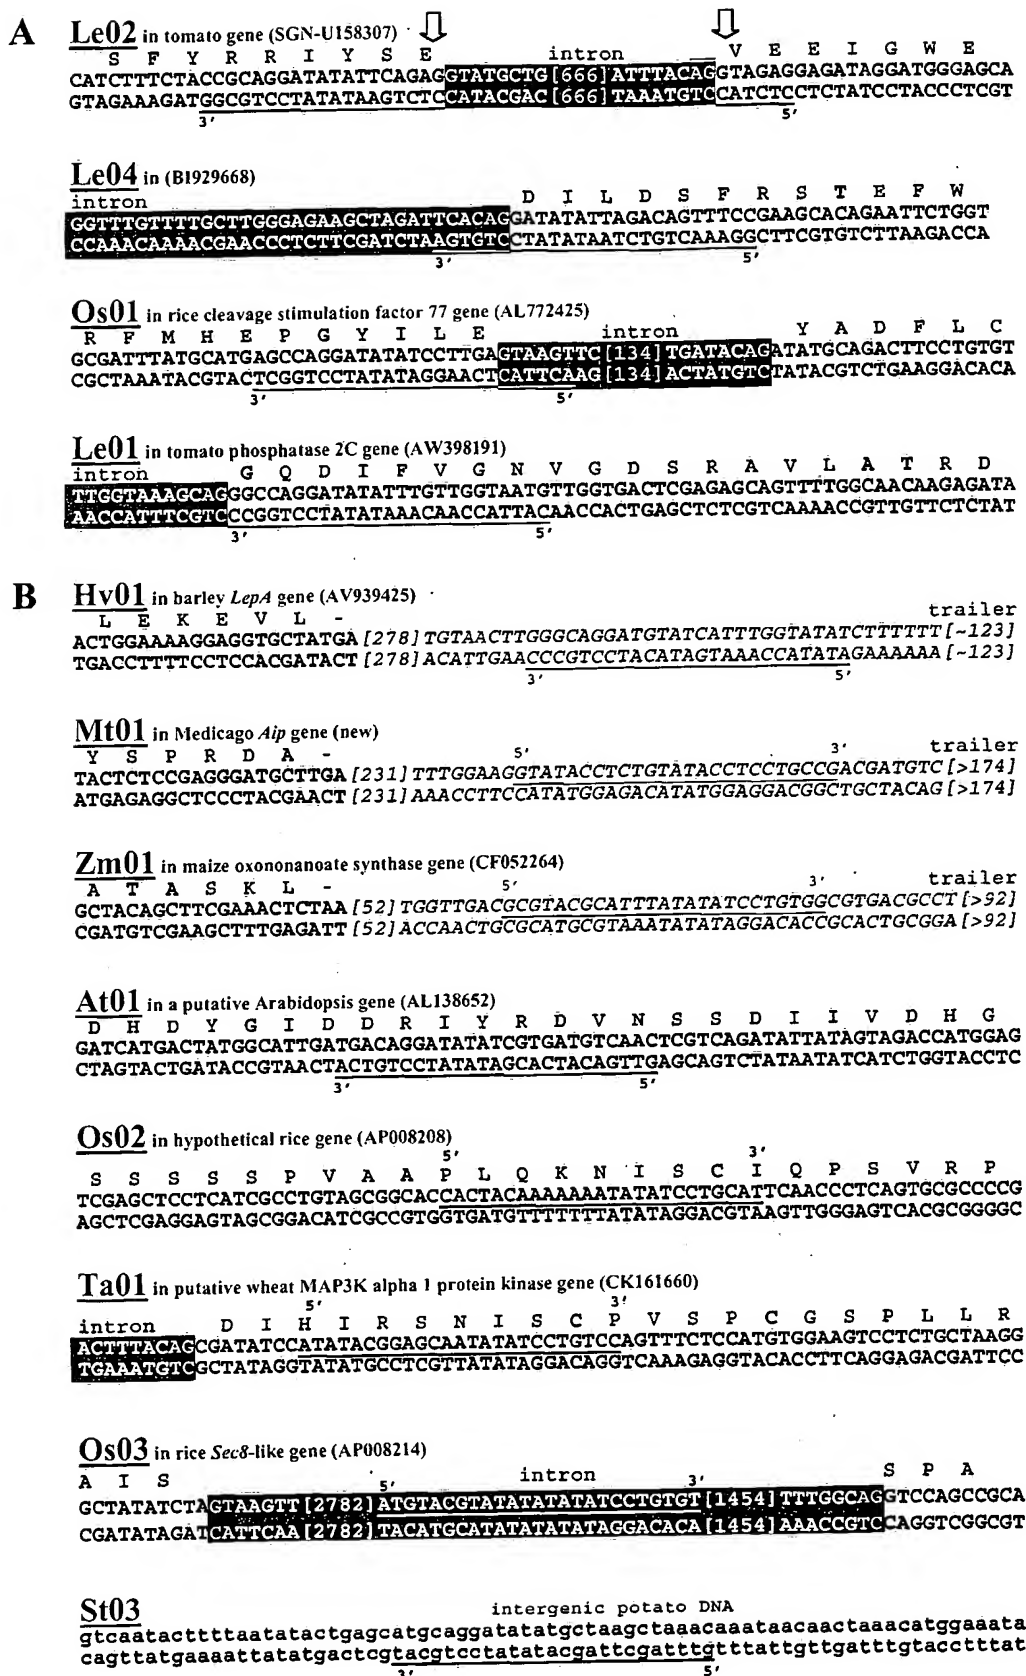 A
Le02 in tomato gene (SGN-U158307)
S F Y R R I Y S E intron V E E I G W E
CATCTTTCTACCGCAGGATATATTCAGAGGTATGCTG[666]ATTTACAGGTAGAGGAGATAGGATGGGAGCA
GTAGAAAGATGGCGTCCTATATAAGTCTCCATACGAC[666]TAAATGTCCATCTCCTCTATCCTACCCTCGT
3' 5'
Le04 in (BI929668)
intron D I L D S F R S T E F W
GGTTTGTTTTGCTTGGGAGAAGCTAGATTCACAGGATATATTAGACAGTTTCCGAAGCACAGAATTCTGGT
CCAAACAAAACGAACCCTCTTCGATCTAAGTGTCCTATATAATCTGTCAAAGGCTTCGTGTCTTAAGACCA
3' 5'
Os01 in rice cleavage stimulation factor 77 gene (AL772425)
R F M H E P G Y I L E intron Y A D F L C
GCGATTTATGCATGAGCCAGGATATATCCTTGAGTAAGTTC[134]TGATACAGATATGCAGACTTCCTGTGT
CGCTAAATACGTACTCGGTCCTATATAGGAACTCATTCAAG[134]ACTATGTCTATACGTCTGAAGGACACA
3' 5'
Le01 in tomato phosphatase 2C gene (AW398191)
intron G Q D I F V G N V G D S R A V L A T R D
TTGGTAAAGCAGGGCCAGGATATATTTGTTGGTAATGTTGGTGACTCGAGAGCAGTTTTGGCAACAAGAGATA
AACCATTTCGTCCCGGTCCTATATAAACAACCATTACAACCACTGAGCTCTCGTCAAAACCGTTGTTCTCTAT
3' 5'
B
Hv01 in barley LepA gene (AV939425)
L E K E V L - trailer
ACTGGAAAAGGAGGTGCTATGA[278]TGTAACTTGGGCAGGATGTATCATTTGGTATATCTTTTTT[~123]
TGACCTTTTCCTCCACGATACT[278]ACATTGAACCCGTCCTACATAGTAAACCATATAGAAAAAA[~123]
3' 5'
Mt01 in Medicago Aip gene (new)
Y S P R D A - 5' 3' trailer
TACTCTCCGAGGGATGCTTGA[231]TTTGGAAGGTATACCTCTGTATACCTCCTGCCGACGATGTC[>174]
ATGAGAGGCTCCCTACGAACT[231]AAACCTTCCATATGGAGACATATGGAGGACGGCTGCTACAG[>174]
Zm01 in maize oxononanoate synthase gene (CF052264)
A T A S K L - 5' 3' trailer
GCTACAGCTTCGAAACTCTAA[52]TGGTTGACGCGTACGCATTTATATATCCTGTGGCGTGACGCCT[>92]
CGATGTCGAAGCTTTGAGATT[52]ACCAACTGCGCATGCGTAAATATATAGGACACCGCACTGCGGA[>92]
At01 in a putative Arabidopsis gene (AL138652)
D H D Y G I D D R I Y R D V N S S D I I V D H G
GATCATGACTATGGCATTGATGACAGGATATATCGTGATGTCAACTCGTCAGATATTATAGTAGACCATGGAG
CTAGTACTGATACCGTAACTACTGTCCTATATAGCACTACAGTTGAGCAGTCTATAATATCATCTGGTACCTC
3' 5'
Os02 in hypothetical rice gene (AP008208)
5' 3'
S S S S S P V A A P L Q K N I S C I Q P S V R P
TCGAGCTCCTCATCGCCTGTAGCGGCACCACTACAAAAAAATATATCCTGCATTCAACCCTCAGTGCGCCCCG
AGCTCGAGGAGTAGCGGACATCGCCGTGGTGATGTTTTTTTATATAGGACGTAAGTTGGGAGTCACGCGGGGC
Ta01 in putative wheat MAP3K alpha 1 protein kinase gene (CK161660)
5' 3'
intron D I H I R S N I S C P V S P C G S P L L R
ACTTTACAGCGATATCCATATACGGAGCAATATATCCTGTCCAGTTTCTCCATGTGGAAGTCCTCTGCTAAGG
TGAAATGTCGCTATAGGTATATGCCTCGTTATATAGGACAGGTCAAAGAGGTACACCTTCAGGAGACGATTCC
Os03 in rice Sec8-like gene (AP008214)
A I S 5' intron 3' S P A
GCTATATCTAGTAAGTT[2782]ATGTACGTATATATATATCCTGTGT[1454]TTTGGCAGGTCCAGCCGCA
CGATATAGATCATTCAA[2782]TACATGCATATATATATAGGACACA[1454]AAACCGTCCAGGTCGGCGT
St03 intergenic potato DNA
gtcaatacttttaatatactgagcatgcaggatatatgctaagctaaacaaataacaactaaacatggaaata
cagttatgaaaattatatgactcgtacgtcctatatacgattcgatttgtttattgttgatttgtacctttat
3' 5'